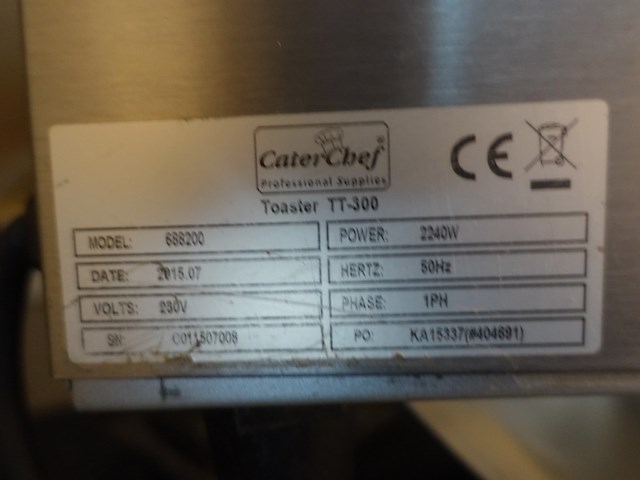 CaterChef®
Professional Supplies
CE
Toaster TT-300
MODEL: 688200 POWER: 2240W
DATE: 2015.07 HERTZ: 50Hz
VOLTS: 230V PHASE: 1PH
SN: C011507008 PO: KA15337(#404691)